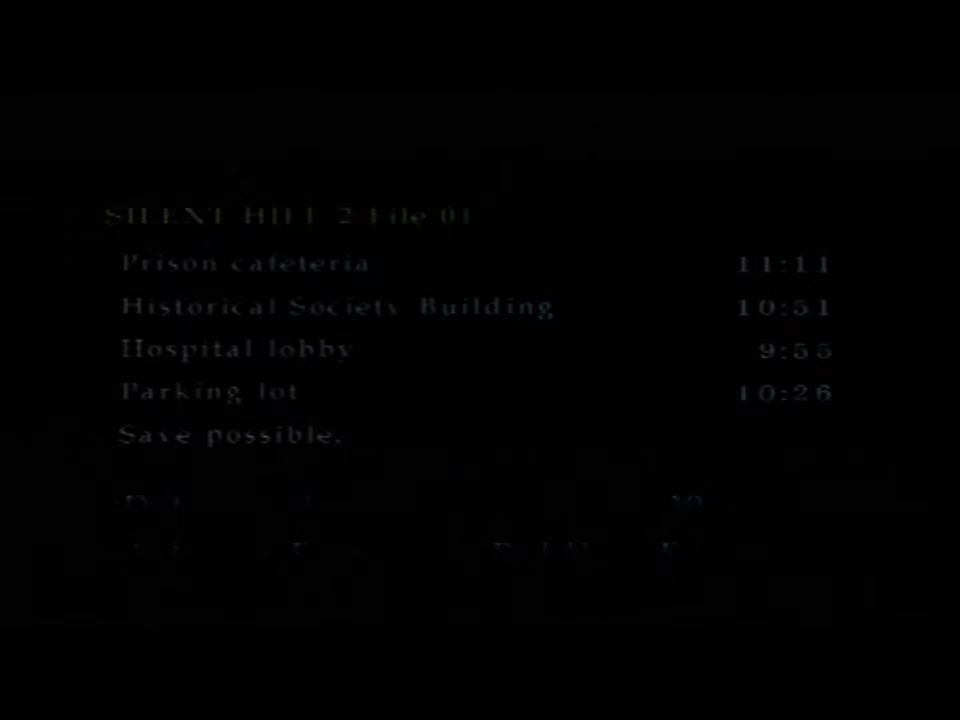 SILENT HILL 2 File 01
Prison cafeteria 11:11
Historical Society Building 10:51
Hospital lobby 9:55
Parking lot 10:26
Save possible.